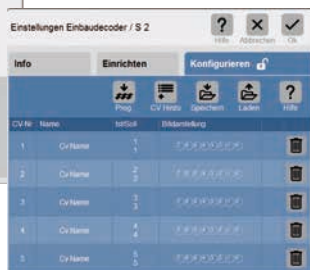 Einstellungen Einbaudecoder / S 2
Hilfe Abbrechen Ok
Info Einrichten Konfigurieren
Prog. CV Hinzu Speichern Laden Hilfe
CV-Nr. Name Ist/Soll Bitdarstellung
1 Cv-Name 1
1
2 Cv-Name 2
2
3 Cv-Name 3
3
4 Cv-Name 4
4
5 Cv-Name 5
5